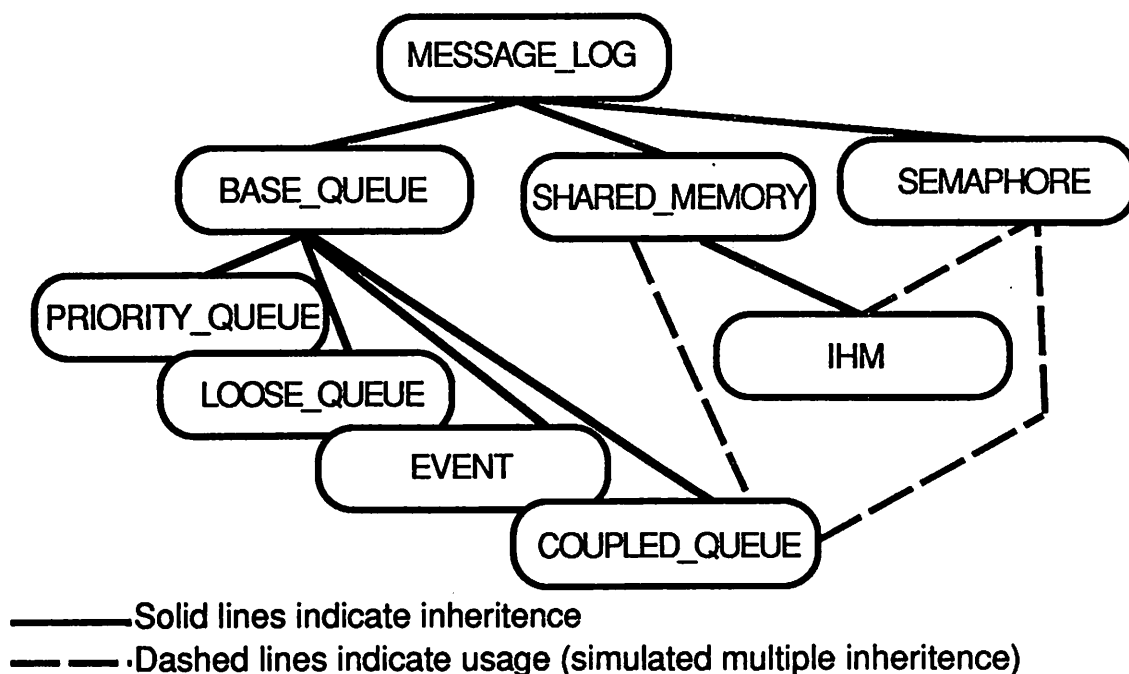 MESSAGE_LOG
BASE_QUEUE
SHARED_MEMORY
SEMAPHORE
PRIORITY_QUEUE
LOOSE_QUEUE
EVENT
COUPLED_QUEUE
IHM
Solid lines indicate inheritence
Dashed lines indicate usage (simulated multiple inheritence)